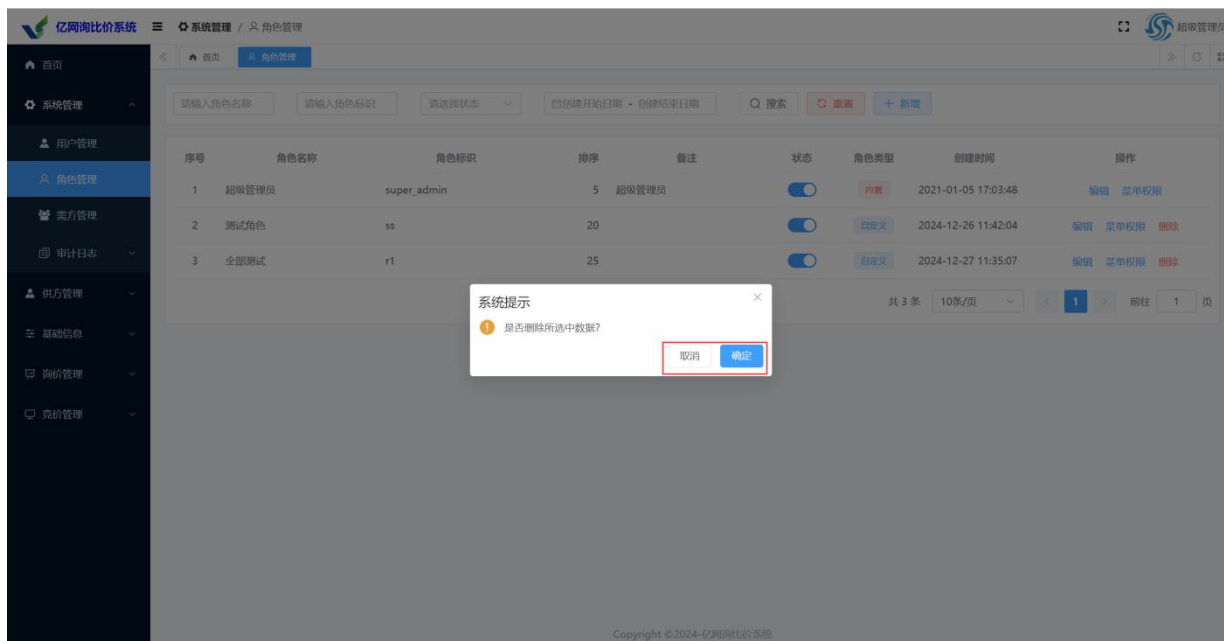 亿网询比价系统 系统管理 / 角色管理 超级管理员
首页 角色管理
首页
系统管理
用户管理
角色管理
需方管理
审计日志
供方管理
基础信息
询价管理
竞价管理
请输入角色名称 请输入角色标识 请选择状态 创建开始日期 - 创建结束日期 搜索 重置 新增
序号 角色名称 角色标识 排序 备注 状态 角色类型 创建时间 操作
1 超级管理员 super_admin 5 超级管理员 内置 2021-01-05 17:03:48 编辑 菜单权限
2 测试角色 ss 20 自定义 2024-12-26 11:42:04 编辑 菜单权限 删除
3 全部测试 r1 25 自定义 2024-12-27 11:35:07 编辑 菜单权限 删除
共 3 条 10条/页 1 前往 1 页
系统提示
是否删除所选中数据?
取消 确定
Copyright ©2024-亿网询比价系统